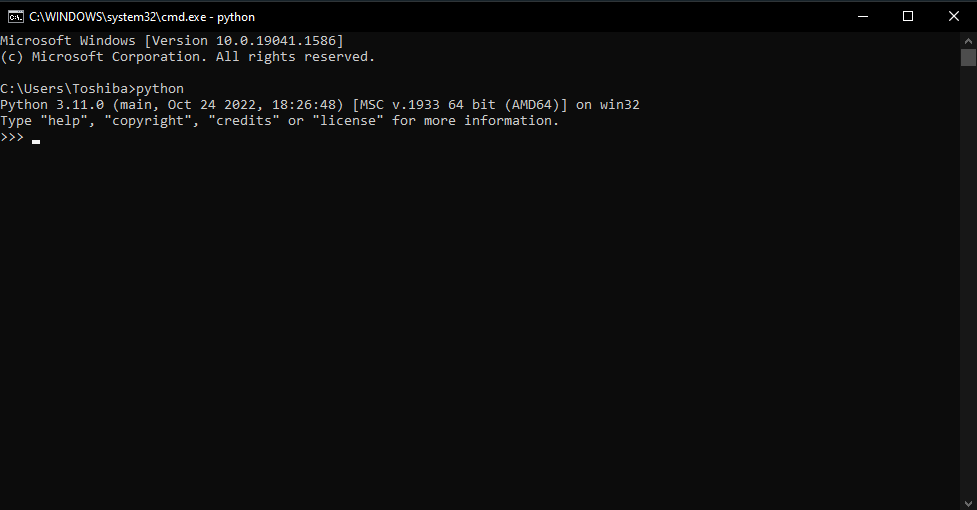 C:\WINDOWS\system32\cmd.exe - python
Microsoft Windows [Version 10.0.19041.1586]
(c) Microsoft Corporation. All rights reserved.
C:\Users\Toshiba>python
Python 3.11.0 (main, Oct 24 2022, 18:26:48) [MSC v.1933 64 bit (AMD64)] on win32
Type "help", "copyright", "credits" or "license" for more information.
>>>